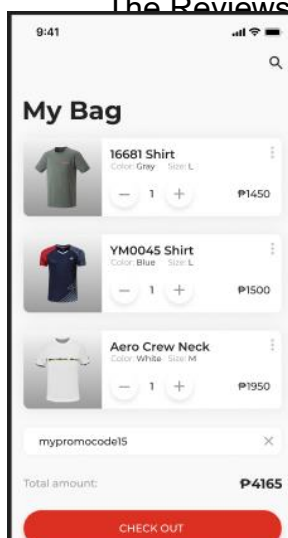 The Reviews
9:41
My Bag
16681 Shirt
Color: Gray Size: L
1
₱1450
YM0045 Shirt
Color: Blue Size: L
1
₱1500
Aero Crew Neck
Color: White Size: M
1
₱1950
mypromocode15
Total amount:
₱4165
CHECK OUT